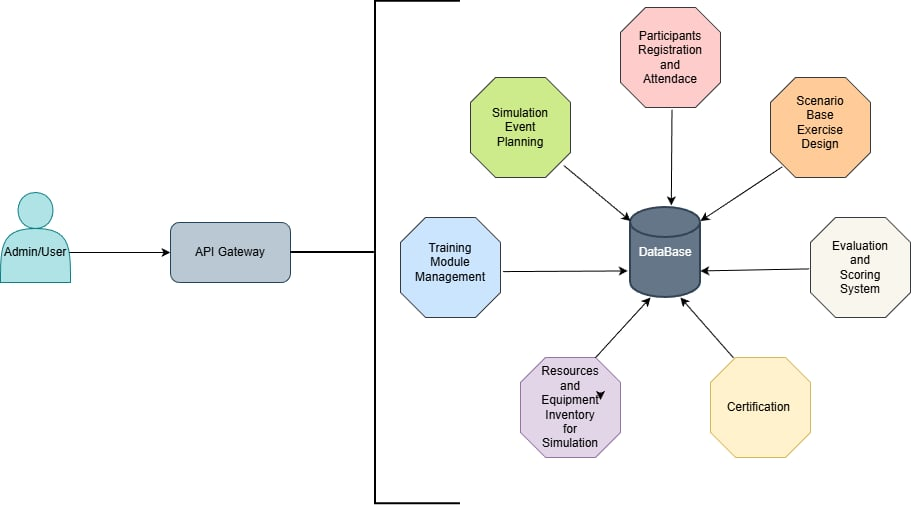 Participants
Registration
and
Attendace
Simulation
Event
Planning
Scenario
Base
Exercise
Design
Admin/User
API Gateway
Training
Module
Management
DataBase
Evaluation
and
Scoring
System
Resources
and
Equipment
Inventory
for
Simulation
Certification